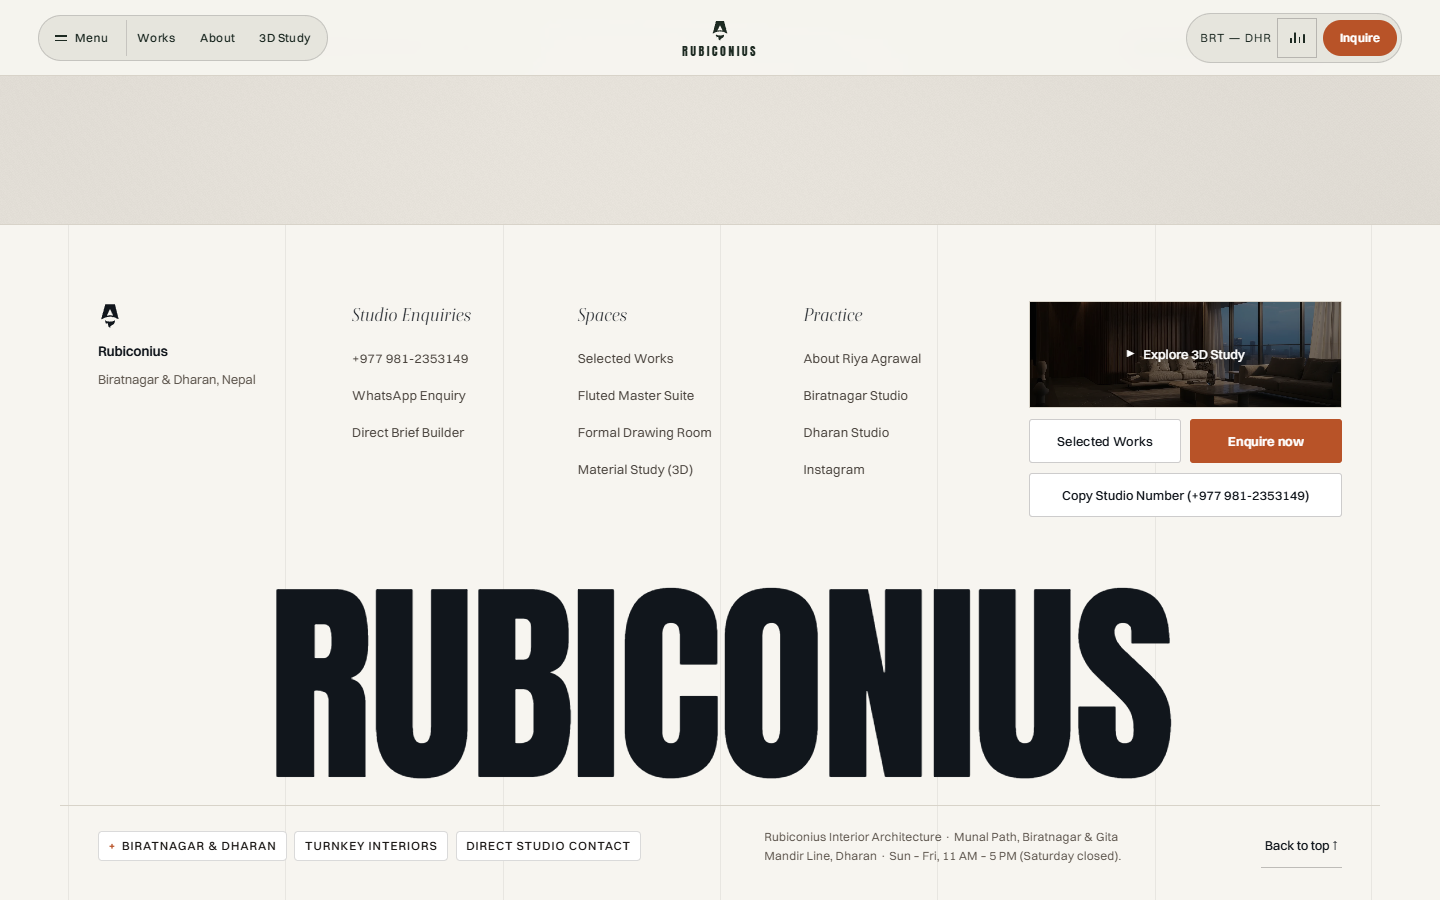 Menu
Works
About
3D Study
RUBICONIUS
BRT — DHR
Inquire
Rubiconius
Biratnagar & Dharan, Nepal
Studio Enquiries
+977 981-2353149
WhatsApp Enquiry
Direct Brief Builder
Spaces
Selected Works
Fluted Master Suite
Formal Drawing Room
Material Study (3D)
Practice
About Riya Agrawal
Biratnagar Studio
Dharan Studio
Instagram
► Explore 3D Study
Selected Works
Enquire now
Copy Studio Number (+977 981-2353149)
RUBICONIUS
✦ BIRATNAGAR & DHARAN
TURNKEY INTERIORS
DIRECT STUDIO CONTACT
Rubiconius Interior Architecture · Munal Path, Biratnagar & Gita
Mandir Line, Dharan · Sun – Fri, 11 AM – 5 PM (Saturday closed).
Back to top ↑